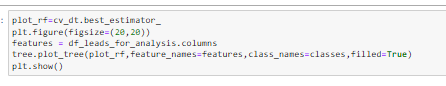 : plot_rf=cv_dt.best_estimator_
plt.figure(figsize=(20,20))
features = df_leads_for_analysis.columns
tree.plot_tree(plot_rf,feature_names=features,class_names=classes,filled=True)
plt.show()